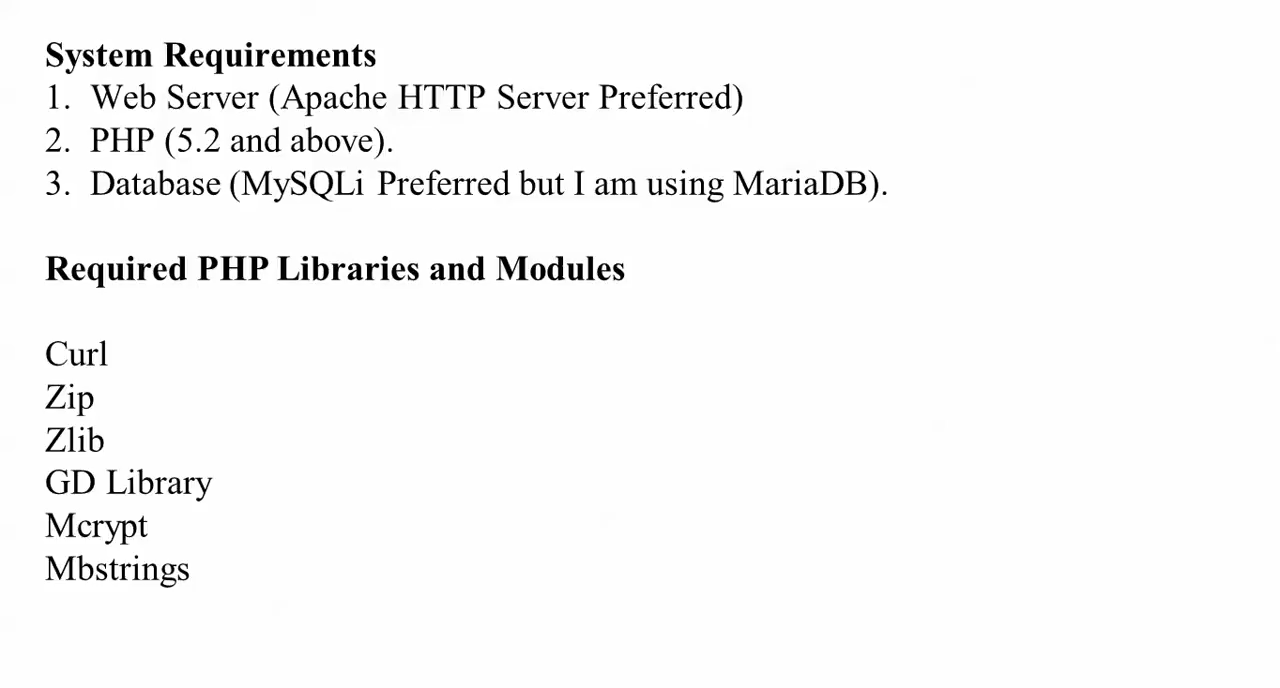 System Requirements
1. Web Server (Apache HTTP Server Preferred)
2. PHP (5.2 and above).
3. Database (MySQLi Preferred but I am using MariaDB).
Required PHP Libraries and Modules
Curl
Zip
Zlib
GD Library
Mcrypt
Mbstrings